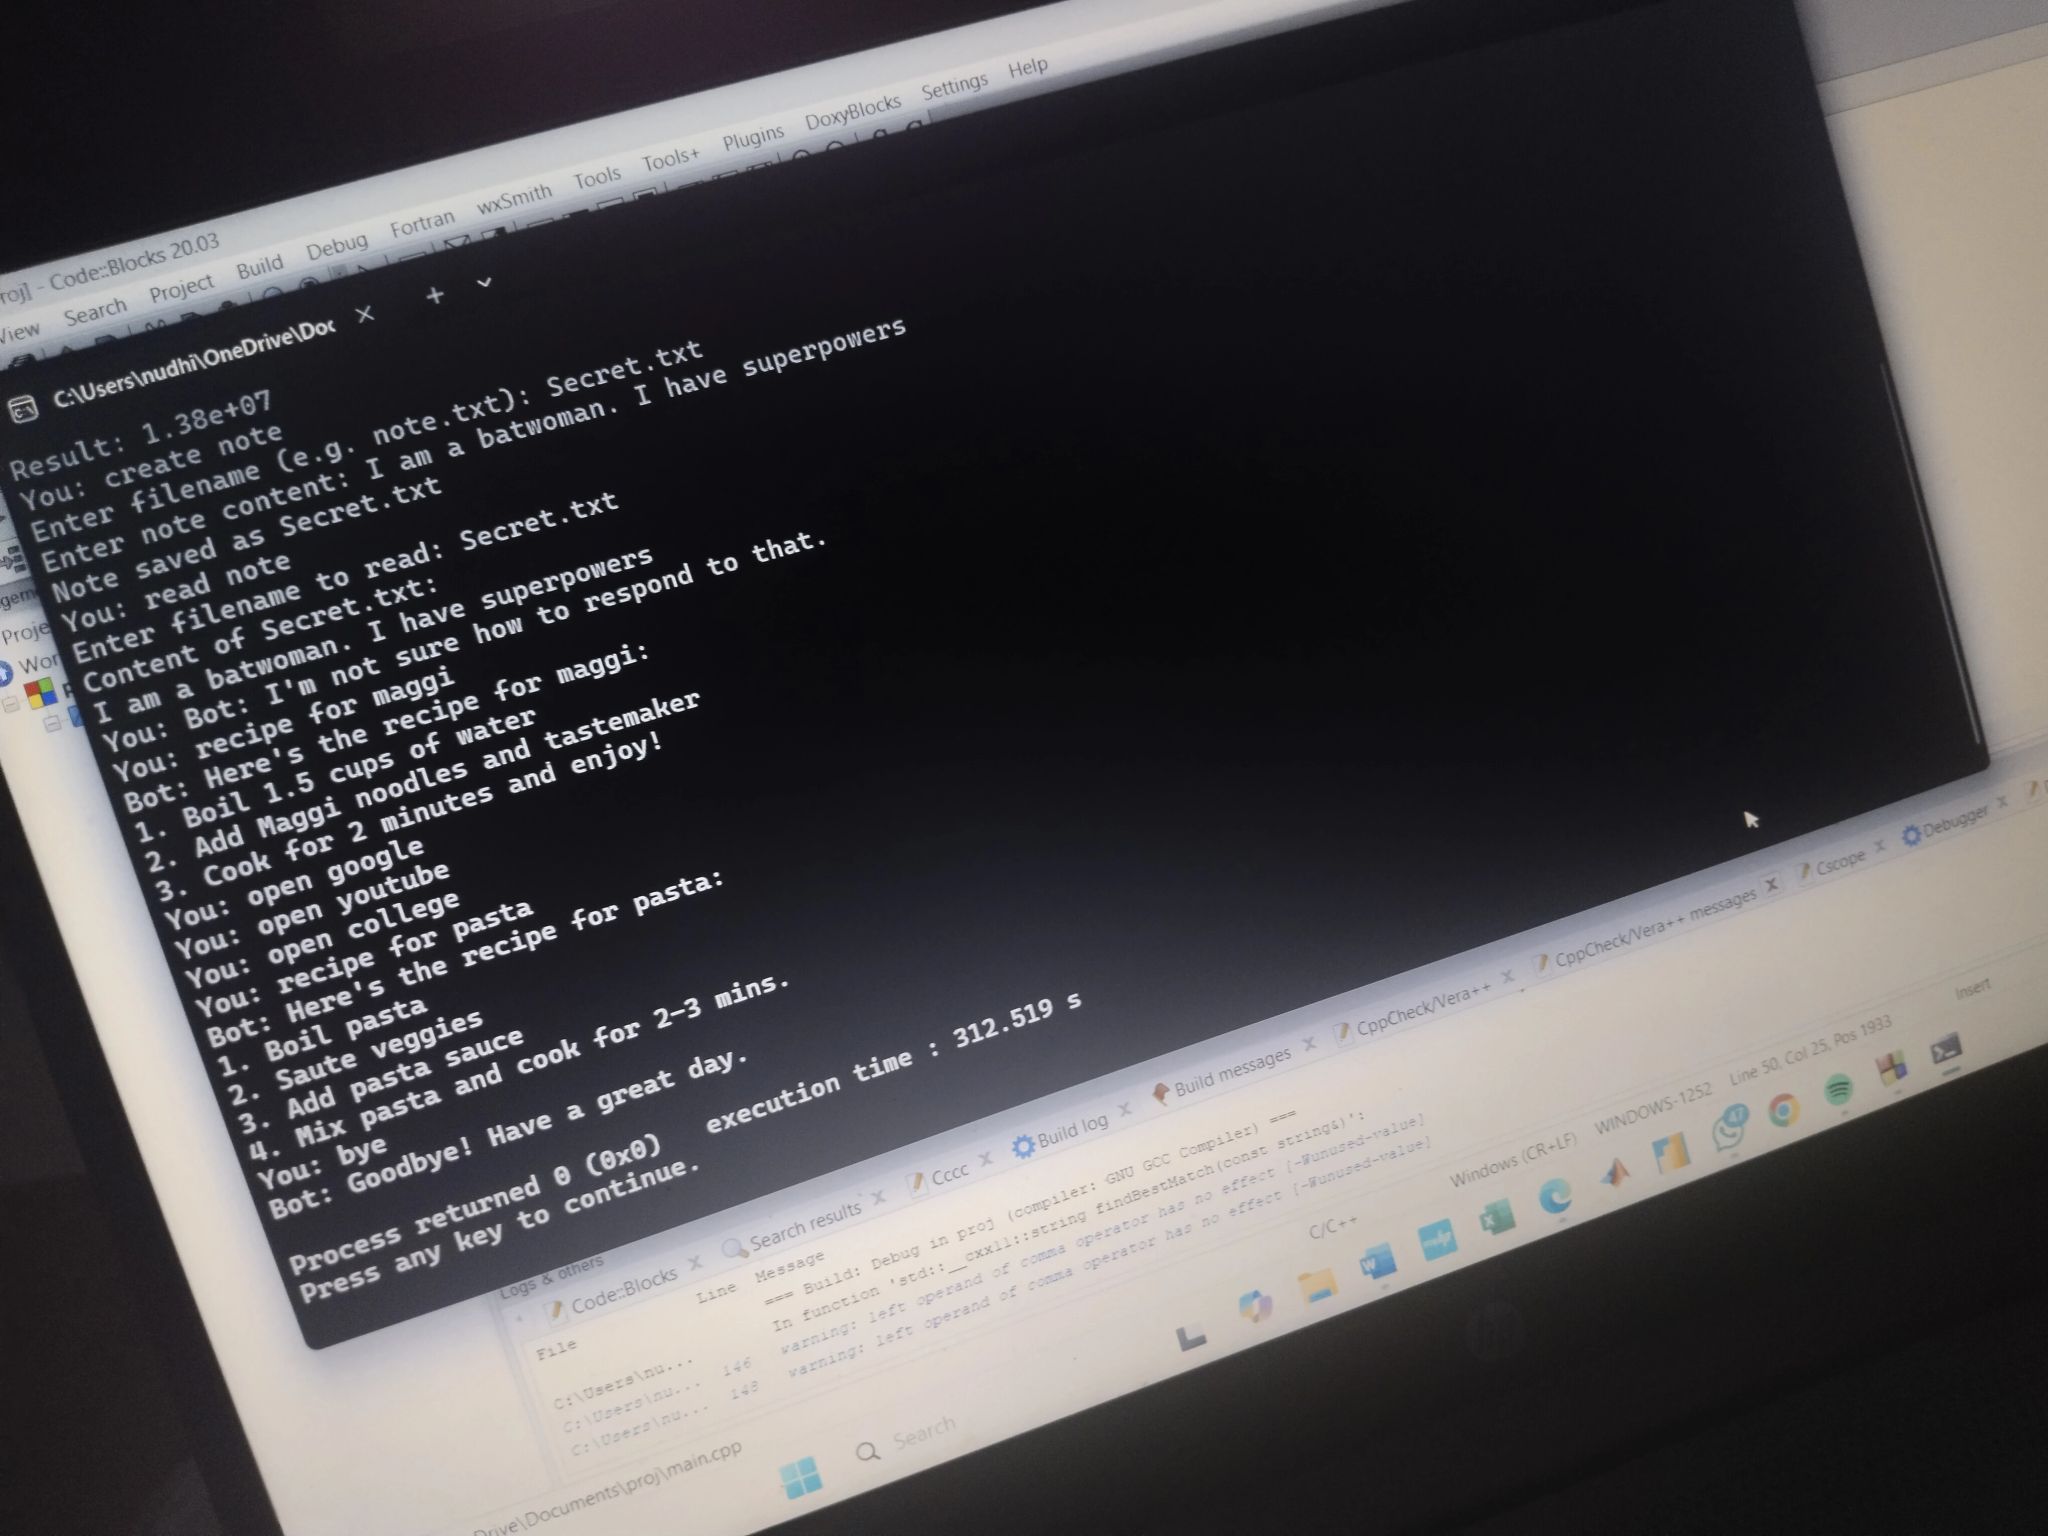 roj] - Code::Blocks 20.03
View Search Project Build Debug Fortran wxSmith Tools Tools+ Plugins DoxyBlocks Settings Help
C:\Users\nudhi\OneDrive\Doc
Result: 1.38e+07
You: create note
Enter filename (e.g. note.txt): Secret.txt
Enter note content: I am a batwoman. I have superpowers
Note saved as Secret.txt
You: read note
Enter filename to read: Secret.txt
Content of Secret.txt:
I am a batwoman. I have superpowers
You: Bot: I'm not sure how to respond to that.
You: recipe for maggi
Bot: Here's the recipe for maggi:
1. Boil 1.5 cups of water
2. Add Maggi noodles and tastemaker
3. Cook for 2 minutes and enjoy!
You: open google
You: open youtube
You: open college
You: recipe for pasta
Bot: Here's the recipe for pasta:
1. Boil pasta
2. Saute veggies
3. Add pasta sauce
4. Mix pasta and cook for 2-3 mins.
You: bye
Bot: Goodbye! Have a great day.
Process returned 0 (0x0) execution time : 312.519 s
Press any key to continue.
Logs & others
Code::Blocks Search results Cccc Build log Build messages CppCheck/Vera++ CppCheck/Vera++ messages Cscope Debugger
File Line Message
C:\Users\nu... === Build: Debug in proj (compiler: GNU GCC Compiler) ===
C:\Users\nu... In function 'std::__cxx11::string findBestMatch(const string&)':
C:\Users\nu... 146 warning: left operand of comma operator has no effect [-Wunused-value]
148 warning: left operand of comma operator has no effect [-Wunused-value]
Drive\Documents\proj\main.cpp C/C++ Windows (CR+LF) WINDOWS-1252 Line 50, Col 25, Pos 1933 Insert
Search
47